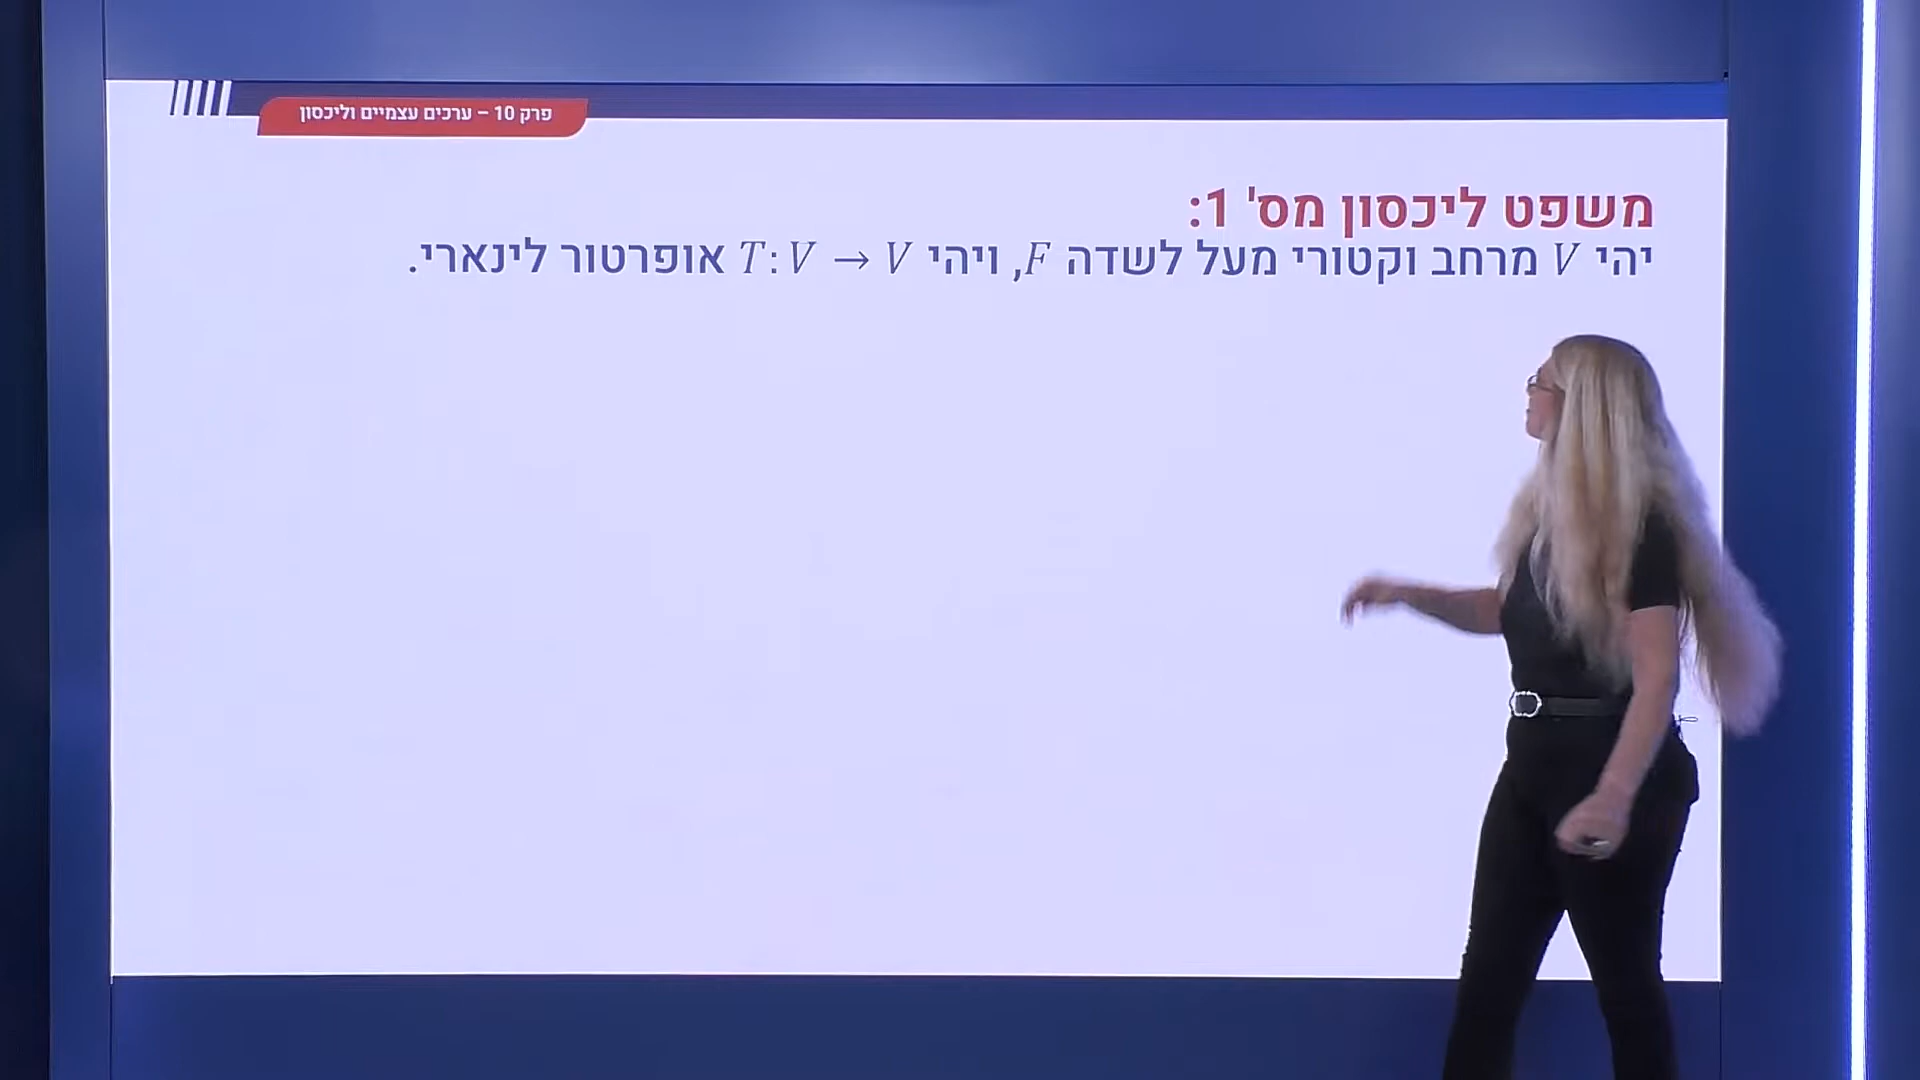 פרק 10 – ערכים עצמיים וליכסון
משפט ליכסון מס' 1:
יהי V מרחב וקטורי מעל לשדה F, ויהי T: V → V אופרטור לינארי.